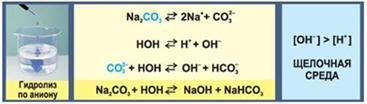 Гидролиз
по аниону
Na₂CO₃ ⇄ 2Na⁺ + CO₃²⁻
HOH ⇄ H⁺ + OH⁻
CO₃²⁻ + HOH ⇄ OH⁻ + HCO₃⁻
Na₂CO₃ + HOH ⇄ NaOH + NaHCO₃
[OH⁻] > [H⁺]
ЩЕЛОЧНАЯ
СРЕДА